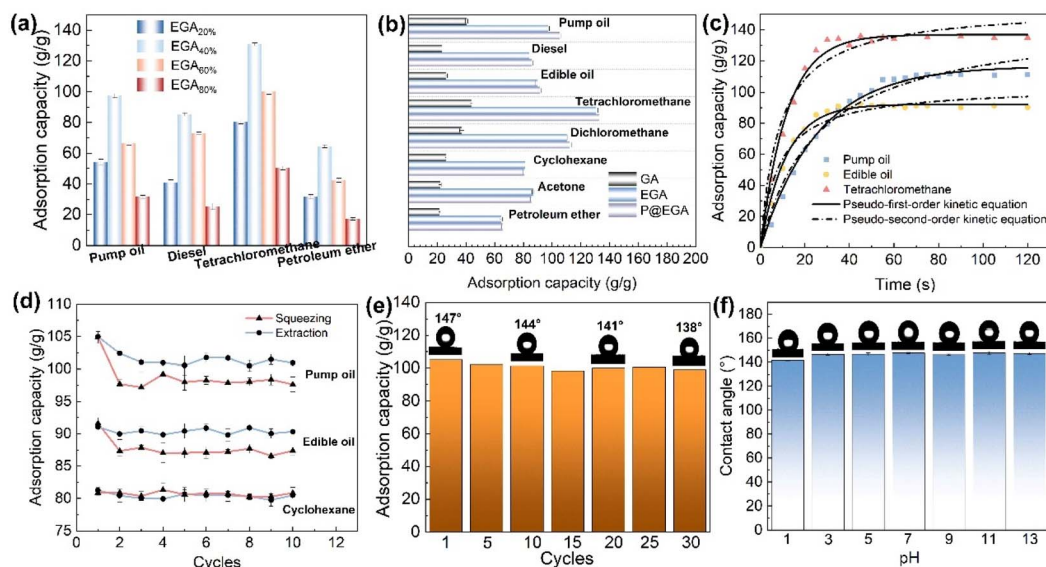 (a)
EGA20%
EGA40%
EGA60%
EGA80%
Adsorption capacity (g/g)
140
120
100
80
60
40
20
0
Pump oil
Diesel
Tetrachloromethane
Petroleum ether
(b)
Pump oil
Diesel
Edible oil
Tetrachloromethane
Dichloromethane
Cyclohexane
Acetone
Petroleum ether
GA
EGA
P@EGA
0 20 40 60 80 100 120 140 160 180 200
Adsorption capacity (g/g)
(c)
Adsorption capacity (g/g)
160
140
120
100
80
60
40
20
0
Pump oil
Edible oil
Tetrachloromethane
Pseudo-first-order kinetic equation
Pseudo-second-order kinetic equation
0 20 40 60 80 100 120
Time (s)
(d)
Adsorption capacity (g/g)
110
105
100
95
90
85
80
75
Squeezing
Extraction
Pump oil
Edible oil
Cyclohexane
0 2 4 6 8 10 12
Cycles
(e)
Adsorption capacity (g/g)
140
120
100
80
60
40
20
0
147° 144° 141° 138°
1 5 10 15 20 25 30
Cycles
(f)
Contact angle (°)
180
160
140
120
100
80
60
40
20
0
1 3 5 7 9 11 13
pH